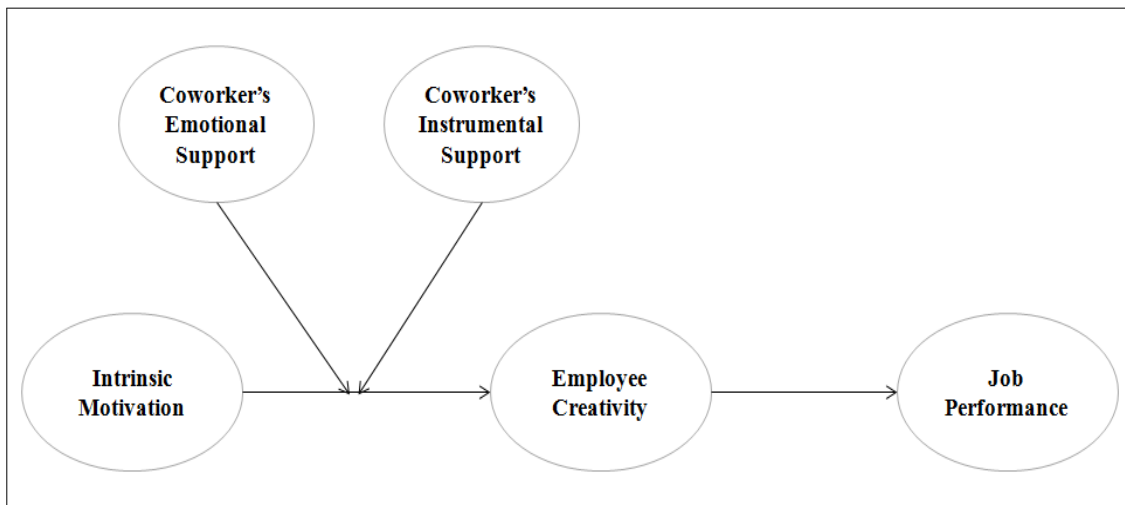 Coworker’s
Emotional
Support
Coworker’s
Instrumental
Support
Intrinsic
Motivation
Employee
Creativity
Job
Performance